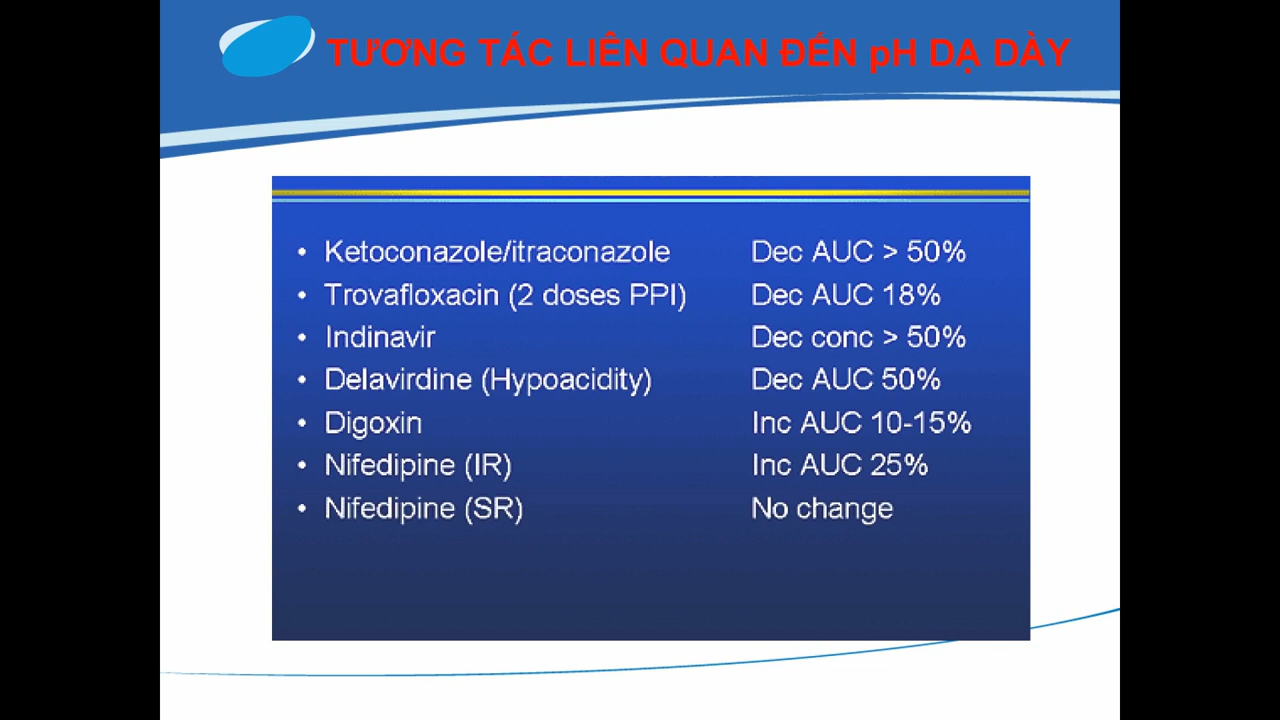 TƯƠNG TÁC LIÊN QUAN ĐẾN pH DẠ DÀY
• Ketoconazole/itraconazole Dec AUC > 50%
• Trovafloxacin (2 doses PPI) Dec AUC 18%
• Indinavir Dec conc > 50%
• Delavirdine (Hypoacidity) Dec AUC 50%
• Digoxin Inc AUC 10-15%
• Nifedipine (IR) Inc AUC 25%
• Nifedipine (SR) No change